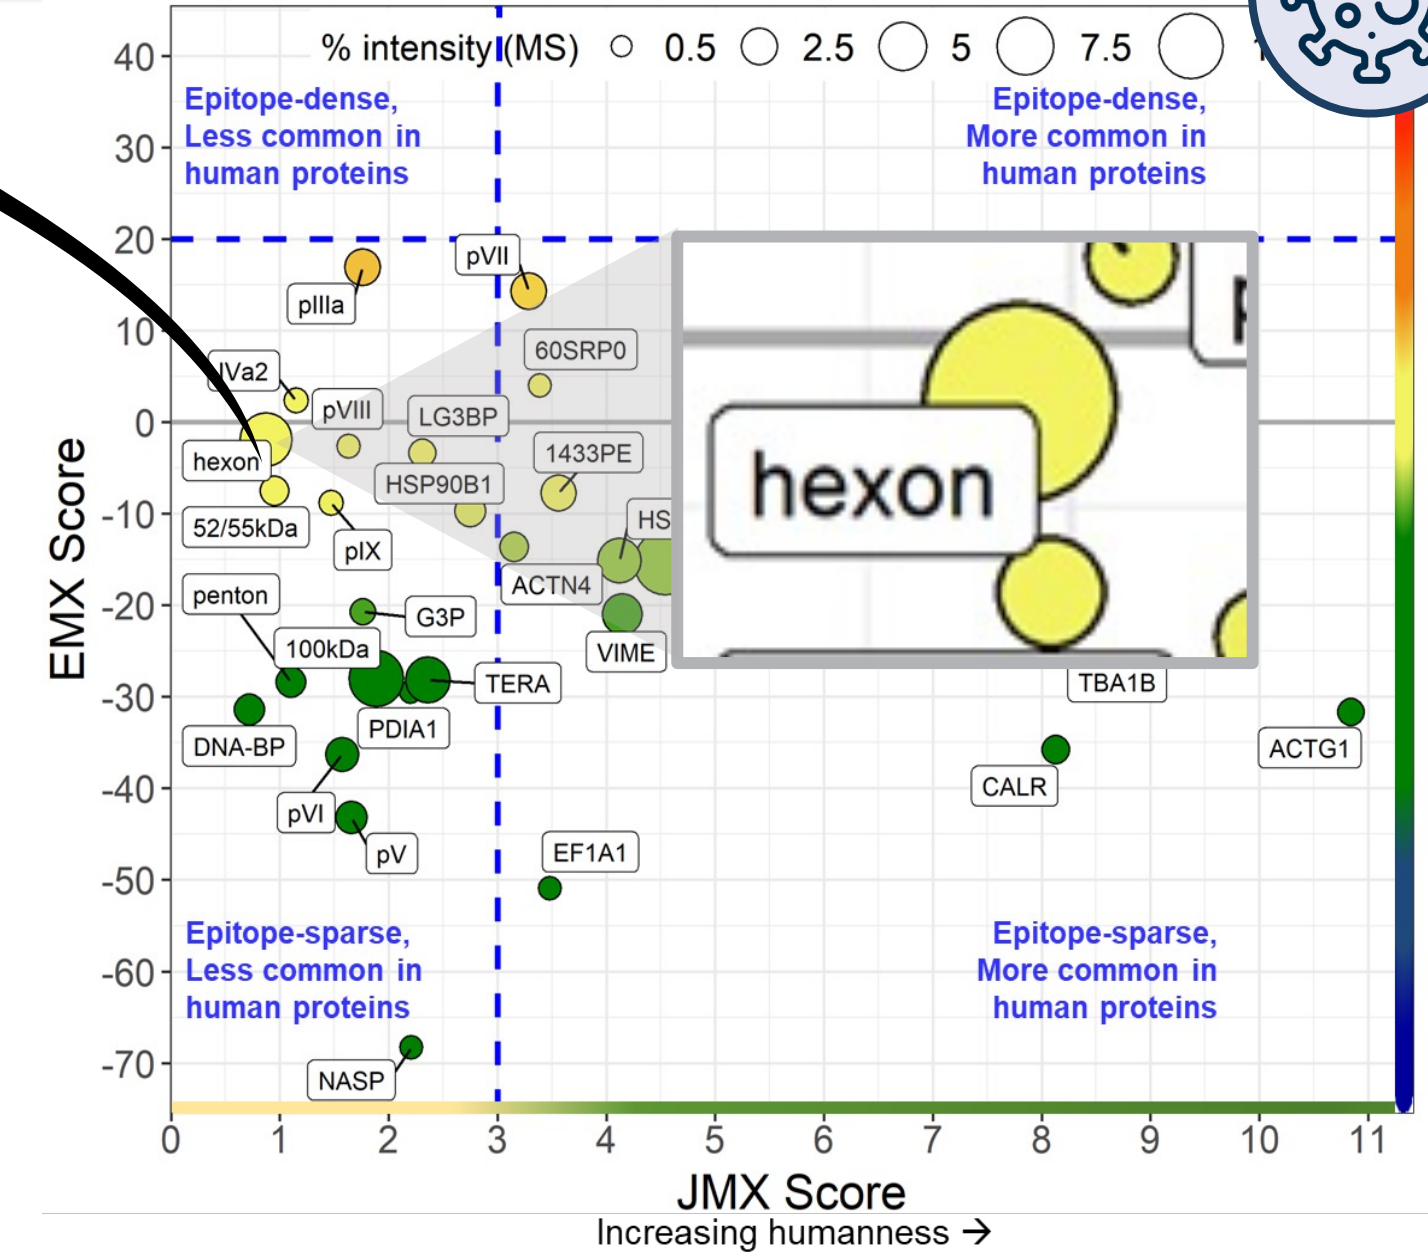 % intensity (MS) 0.5 2.5 5 7.5
Epitope-dense,
Less common in
human proteins
Epitope-dense,
More common in
human proteins
40
30
20
10
0
-10
-20
-30
-40
-50
-60
-70
EMX Score
pVII
pIIIa
60SRP0
IVa2
pVIII
LG3BP
hexon
1433PE
HSP90B1
52/55kDa
pIX
HS
ACTN4
penton
G3P
100kDa
VIME
TERA
PDIA1
DNA-BP
pVI
pV
EF1A1
NASP
hexon
TBA1B
ACTG1
CALR
Epitope-sparse,
Less common in
human proteins
Epitope-sparse,
More common in
human proteins
0 1 2 3 4 5 6 7 8 9 10 11
JMX Score
Increasing humanness →